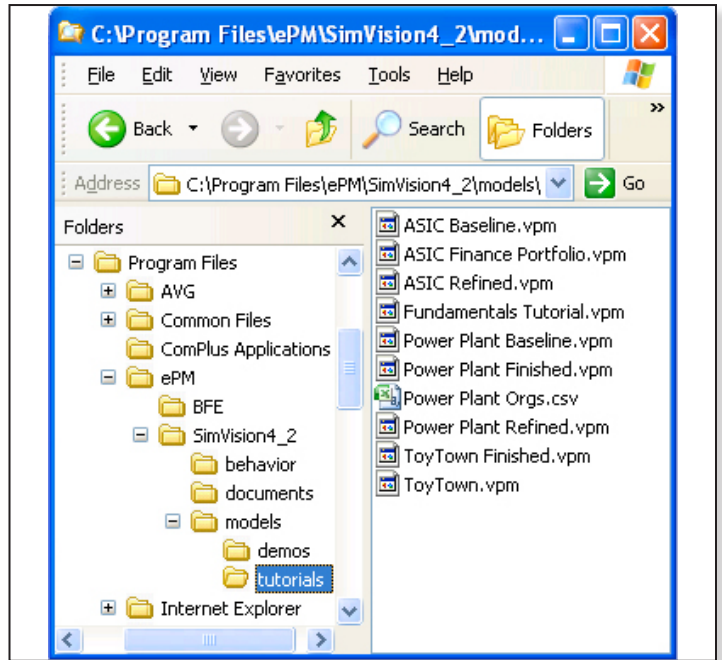 C:\Program Files\ePM\SimVision4_2\mod...
File Edit View Favorites Tools Help
Back Search Folders »
Address C:\Program Files\ePM\SimVision4_2\models\ Go
Folders
Program Files
AVG
Common Files
ComPlus Applications
ePM
BFE
SimVision4_2
behavior
documents
models
demos
tutorials
Internet Explorer
ASIC Baseline.vpm
ASIC Finance Portfolio.vpm
ASIC Refined.vpm
Fundamentals Tutorial.vpm
Power Plant Baseline.vpm
Power Plant Finished.vpm
Power Plant Orgs.csv
Power Plant Refined.vpm
ToyTown Finished.vpm
ToyTown.vpm